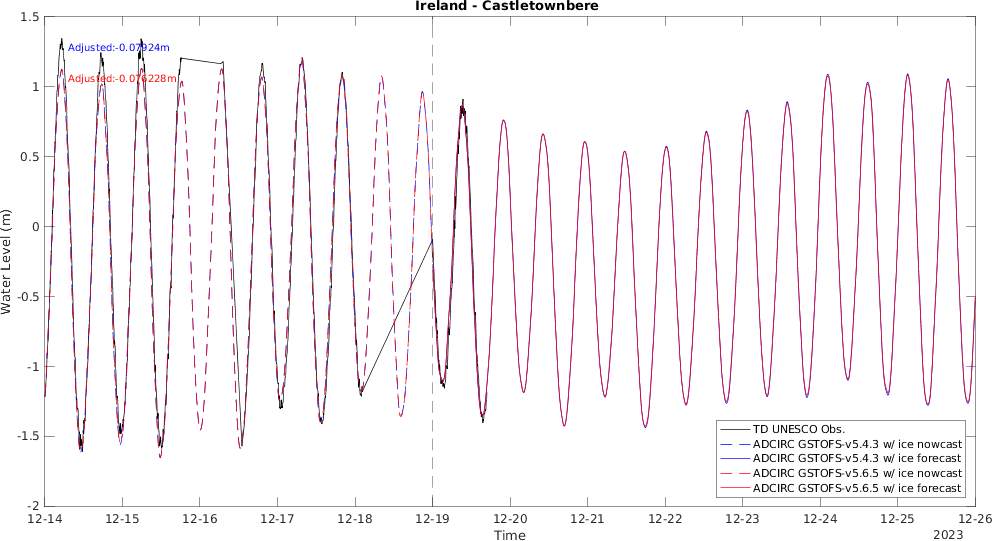 Ireland - Castletownbere
1.5
1
0.5
0
-0.5
-1
-1.5
-2
Water Level (m)
Adjusted:-0.07924m
Adjusted:-0.076228m
TD UNESCO Obs.
ADCIRC GSTOFS-v5.4.3 w/ ice nowcast
ADCIRC GSTOFS-v5.4.3 w/ ice forecast
ADCIRC GSTOFS-v5.6.5 w/ ice nowcast
ADCIRC GSTOFS-v5.6.5 w/ ice forecast
12-14 12-15 12-16 12-17 12-18 12-19 12-20 12-21 12-22 12-23 12-24 12-25 12-26
Time
2023